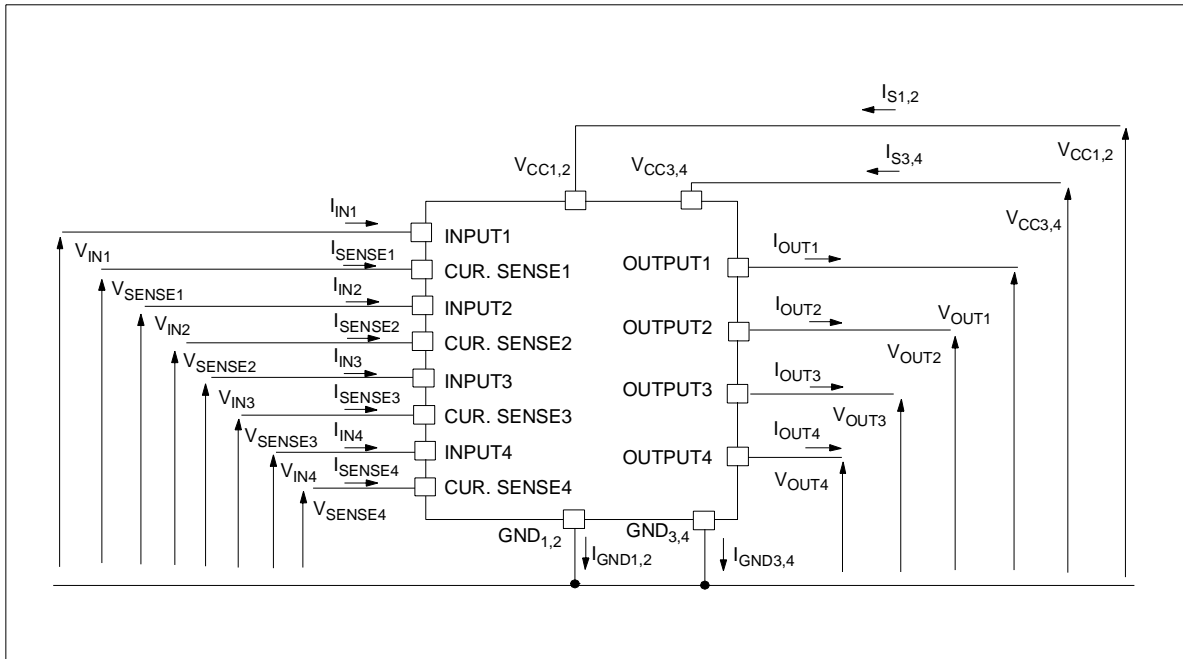 I_S1,2
V_CC1,2 V_CC3,4 I_S3,4 V_CC1,2
I_IN1
V_IN1 INPUT1 V_CC3,4
I_SENSE1 I_OUT1
CUR. SENSE1 OUTPUT1
V_SENSE1 I_IN2
INPUT2
V_IN2 I_SENSE2 OUTPUT2 I_OUT2 V_OUT1
CUR. SENSE2
V_SENSE2 I_IN3 V_OUT2
INPUT3 I_OUT3
V_IN3 I_SENSE3 OUTPUT3
CUR. SENSE3 V_OUT3
V_SENSE3 I_IN4 I_OUT4
INPUT4 OUTPUT4
V_IN4 I_SENSE4 V_OUT4
CUR. SENSE4
V_SENSE4
GND_1,2 GND_3,4
I_GND1,2 I_GND3,4